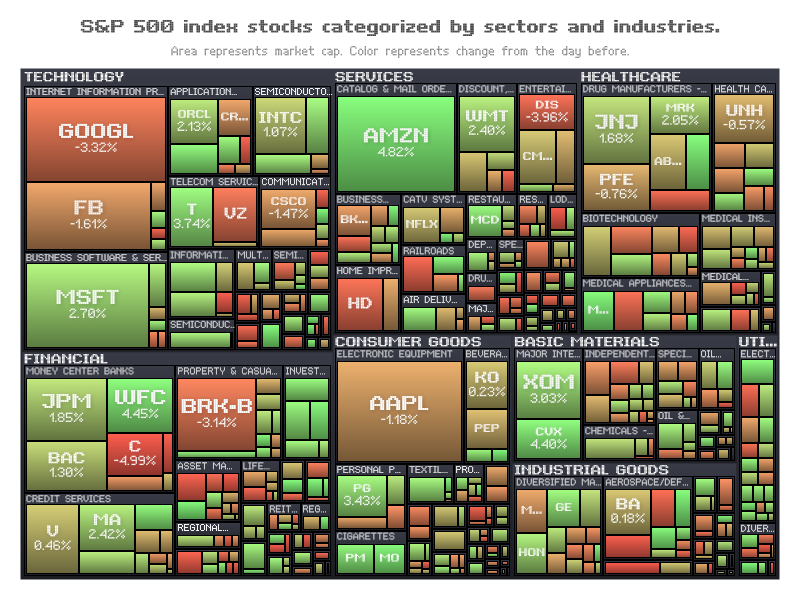 S&P 500 index stocks categorized by sectors and industries.
Area represents market cap. Color represents change from the day before.
TECHNOLOGY
INTERNET INFORMATION PR...
GOOGL
-3.32%
FB
-1.61%
APPLICATION...
ORCL
2.13%
CR...
SEMICONDUCTO...
INTC
1.07%
TELECOM SERVIC...
T
3.74%
VZ
COMMUNICAT...
CSCO
-1.47%
BUSINESS SOFTWARE & SER...
MSFT
2.70%
INFORMATI...
MULT...
SEMI...
SEMICONDUC...
SERVICES
CATALOG & MAIL ORDE...
AMZN
4.82%
DISCOUNT,...
WMT
2.40%
ENTERTAI...
DIS
-3.96%
CM...
BUSINESS...
BK...
CATV SYST...
NFLX
RESTAU...
MCD
RES...
LOD...
HOME IMPR...
HD
RAILROADS
AIR DELIV...
DEP...
SPE...
DRU...
MAJ...
HEALTHCARE
DRUG MANUFACTURERS -...
JNJ
1.68%
MRK
2.05%
PFE
-0.76%
AB...
HEALTH CA...
UNH
-0.57%
BIOTECHNOLOGY
MEDICAL INS...
MEDICAL APPLIANCES...
M...
MEDICAL...
FINANCIAL
MONEY CENTER BANKS
JPM
1.85%
WFC
4.45%
BAC
1.30%
C
-4.99%
PROPERTY & CASUA...
BRK-B
-3.14%
INVEST...
CREDIT SERVICES
V
0.46%
MA
2.42%
ASSET MA...
LIFE...
REGIONAL...
REIT...
REG...
CONSUMER GOODS
ELECTRONIC EQUIPMENT
AAPL
-1.18%
BEVERA...
KO
0.23%
PEP
PERSONAL P...
PG
3.43%
TEXTIL...
PRO...
CIGARETTES
PM
MO
BASIC MATERIALS
MAJOR INTE...
XOM
3.03%
CVX
4.40%
INDEPENDENT...
SPECI...
OIL...
CHEMICALS -...
OIL &...
UTI...
ELECT...
DIVER...
INDUSTRIAL GOODS
DIVERSIFIED MA...
M...
GE
HON
AEROSPACE/DEF...
BA
0.18%